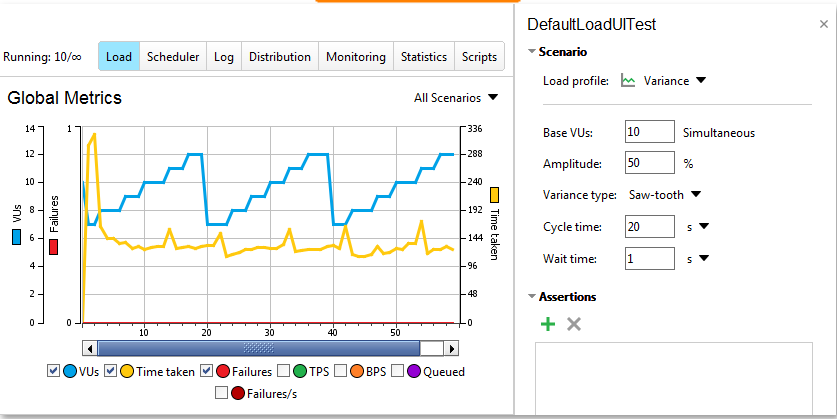 DefaultLoadUITest
Running: 10/∞
Load Scheduler Log Distribution Monitoring Statistics Scripts
Global Metrics
All Scenarios
14 1 336
12 288
10 240
8 192
6 144
4 96
2 48
0 0 0
VUs
Failures
Time taken
10 20 30 40 50
VUs Time taken Failures TPS BPS Queued
Failures/s
Scenario
Load profile: Variance
Base VUs: 10 Simultaneous
Amplitude: 50 %
Variance type: Saw-tooth
Cycle time: 20 s
Wait time: 1 s
Assertions